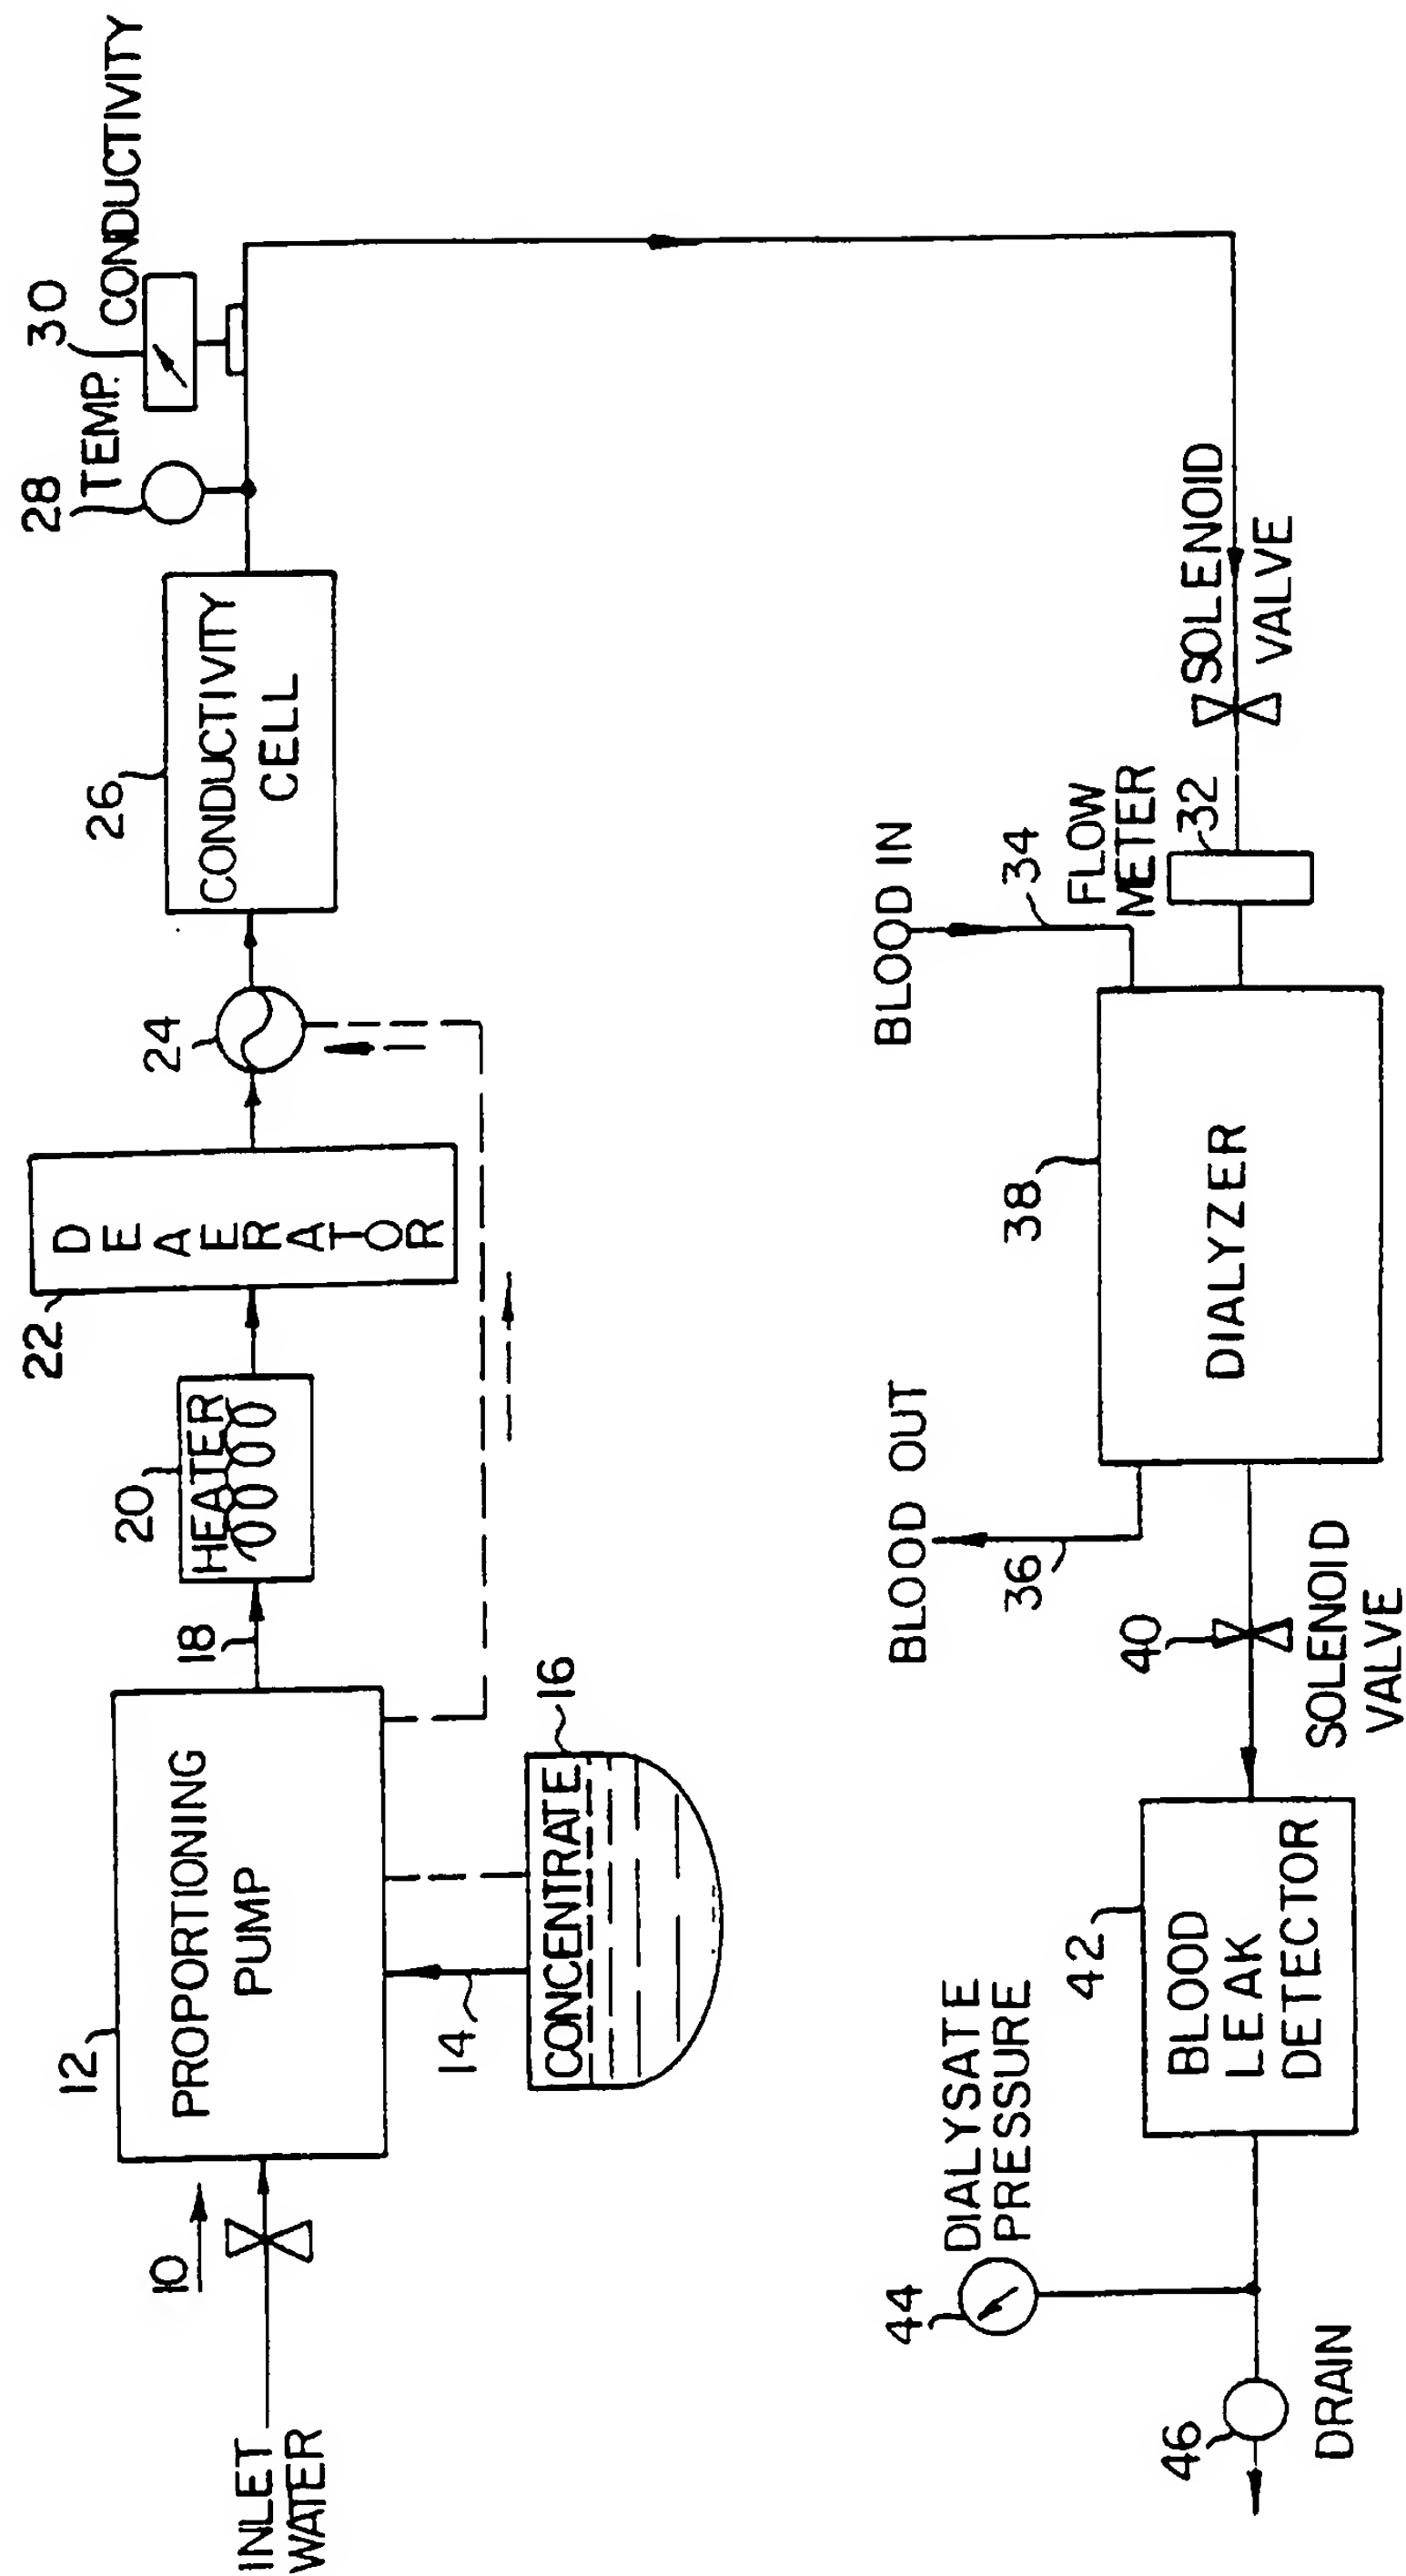 INLET
WATER
10
12
PROPORTIONING
PUMP
14
CONCENTRATE
16
18
20
HEATER
22
DEAERATOR
24
26
CONDUCTIVITY
CELL
28
TEMP.
30
CONDUCTIVITY
SOLENOID
VALVE
FLOW
METER
32
BLOOD IN
34
BLOOD OUT
36
38
DIALYZER
40
SOLENOID
VALVE
42
BLOOD
LEAK
DETECTOR
DIALYSATE
PRESSURE
44
46
DRAIN